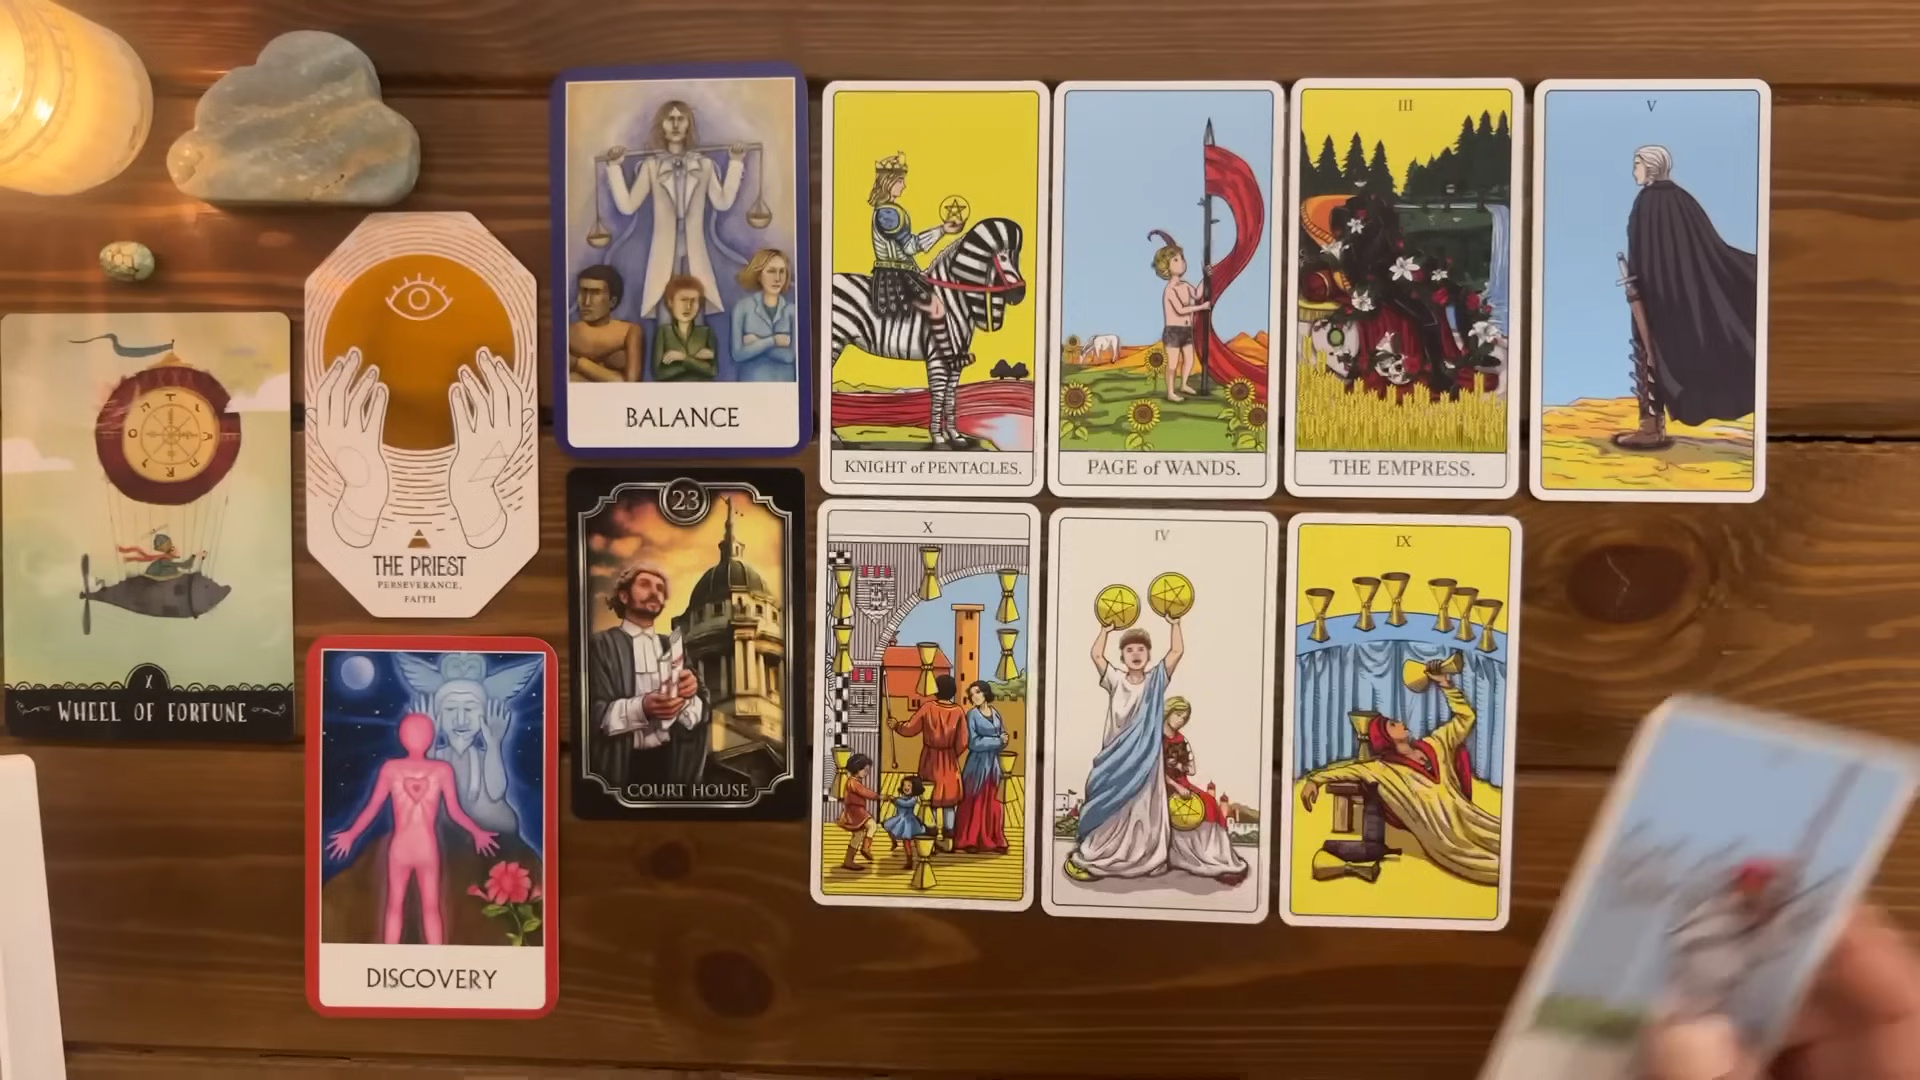 X
WHEEL OF FORTUNE
THE PRIEST
PERSEVERANCE,
FAITH
DISCOVERY
BALANCE
23
COURT HOUSE
KNIGHT of PENTACLES.
PAGE of WANDS.
III
THE EMPRESS.
V
X
IV
IX